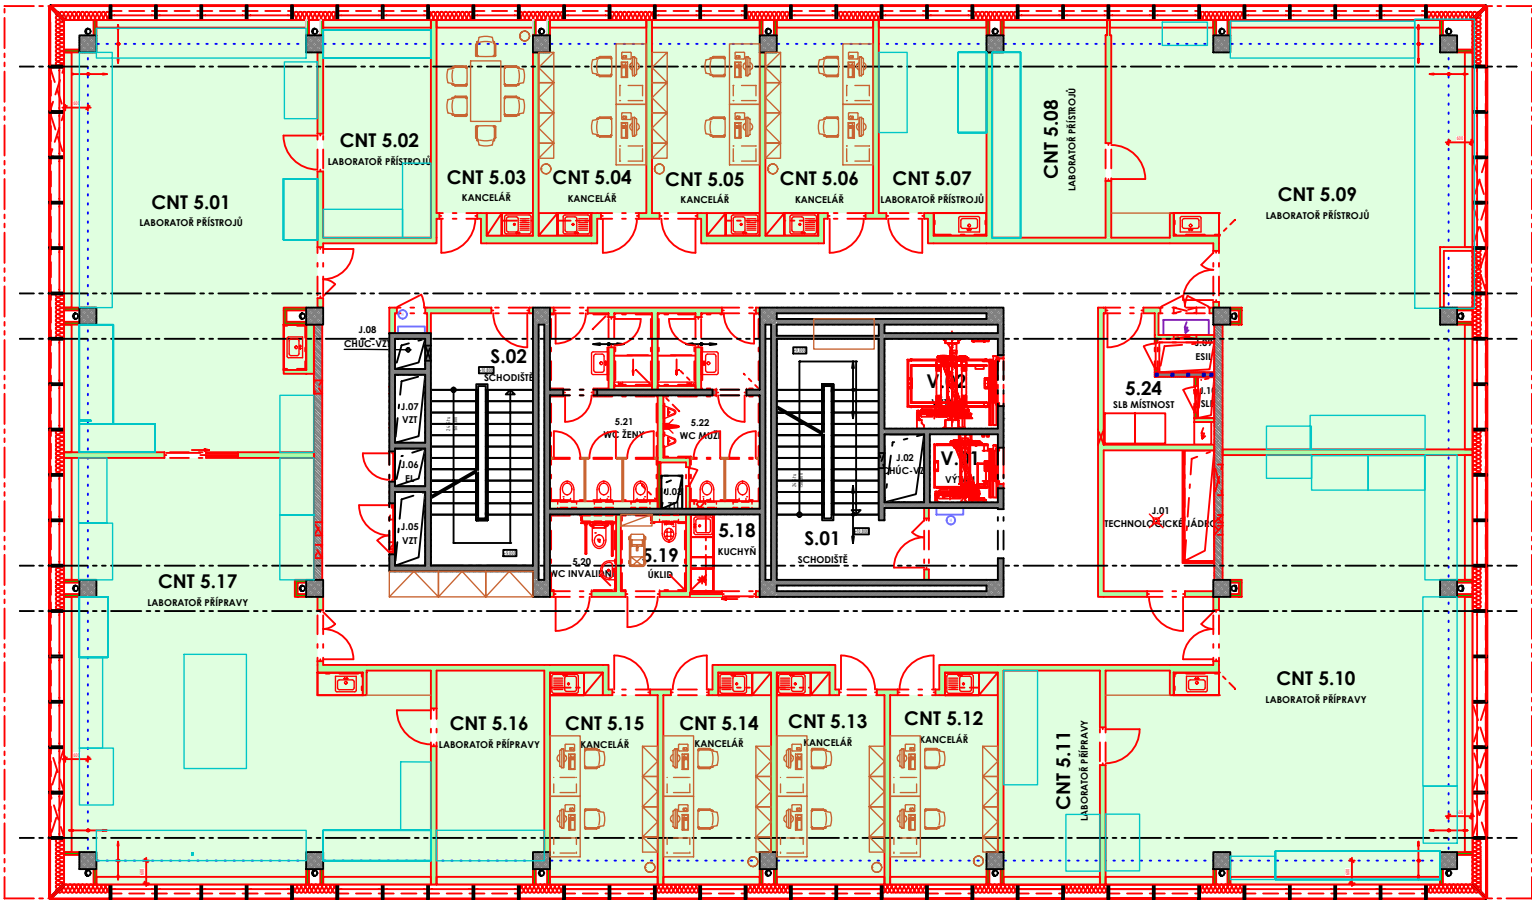 CNT 5.01
LABORATOŘ PŘÍSTROJŮ
CNT 5.02
LABORATOŘ PŘÍSTROJŮ
CNT 5.03
KANCELÁŘ
CNT 5.04
KANCELÁŘ
CNT 5.05
KANCELÁŘ
CNT 5.06
KANCELÁŘ
CNT 5.07
LABORATOŘ PŘÍSTROJŮ
CNT 5.08
LABORATOŘ PŘÍSTROJŮ
CNT 5.09
LABORATOŘ PŘÍSTROJŮ
J.08
CHÚC-VZT
S.02
SCHODIŠTĚ
J.07
VZT
J.06
EL
J.05
VZT
5.21
WC ŽENY
5.22
WC MUŽI
J.02
CHÚC-VZ
ESIL
5.24
SLB MÍSTNOST
J.01
TECHNOLOGICKÉ JÁDRO
5.20
WC INVALIDN
5.19
ÚKLID
5.18
KUCHYŇ
S.01
SCHODIŠTĚ
CNT 5.17
LABORATOŘ PŘÍPRAVY
CNT 5.16
LABORATOŘ PŘÍPRAVY
CNT 5.15
KANCELÁŘ
CNT 5.14
KANCELÁŘ
CNT 5.13
KANCELÁŘ
CNT 5.12
KANCELÁŘ
CNT 5.11
LABORATOŘ PŘÍPRAVY
CNT 5.10
LABORATOŘ PŘÍPRAVY